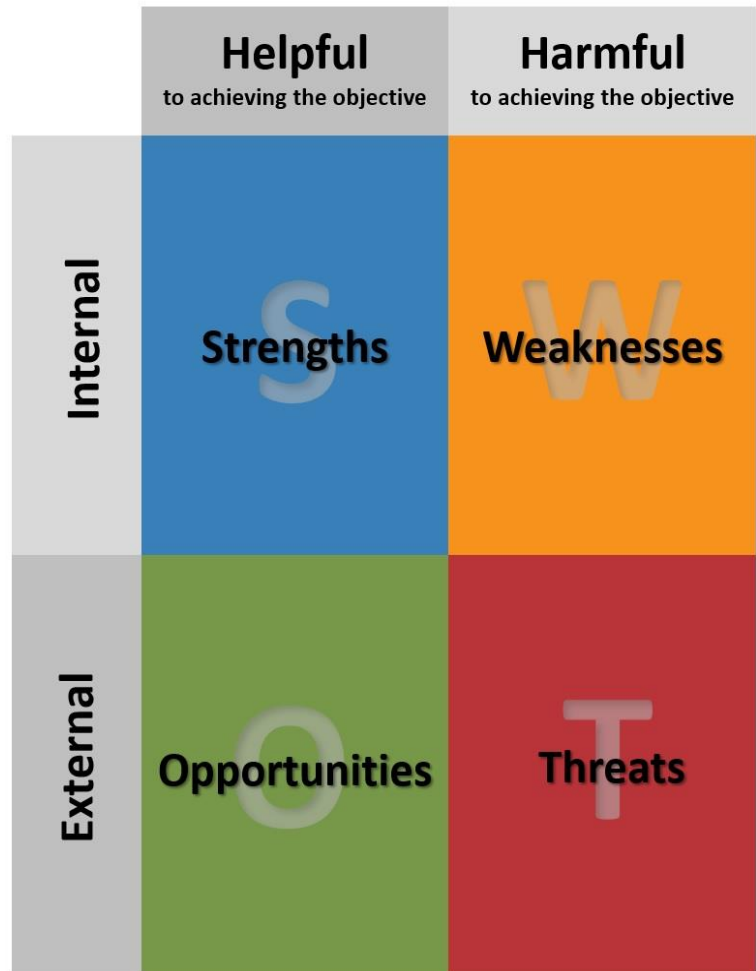 Helpful
to achieving the objective
Harmful
to achieving the objective
Internal
S
Strengths
W
Weaknesses
External
O
Opportunities
T
Threats